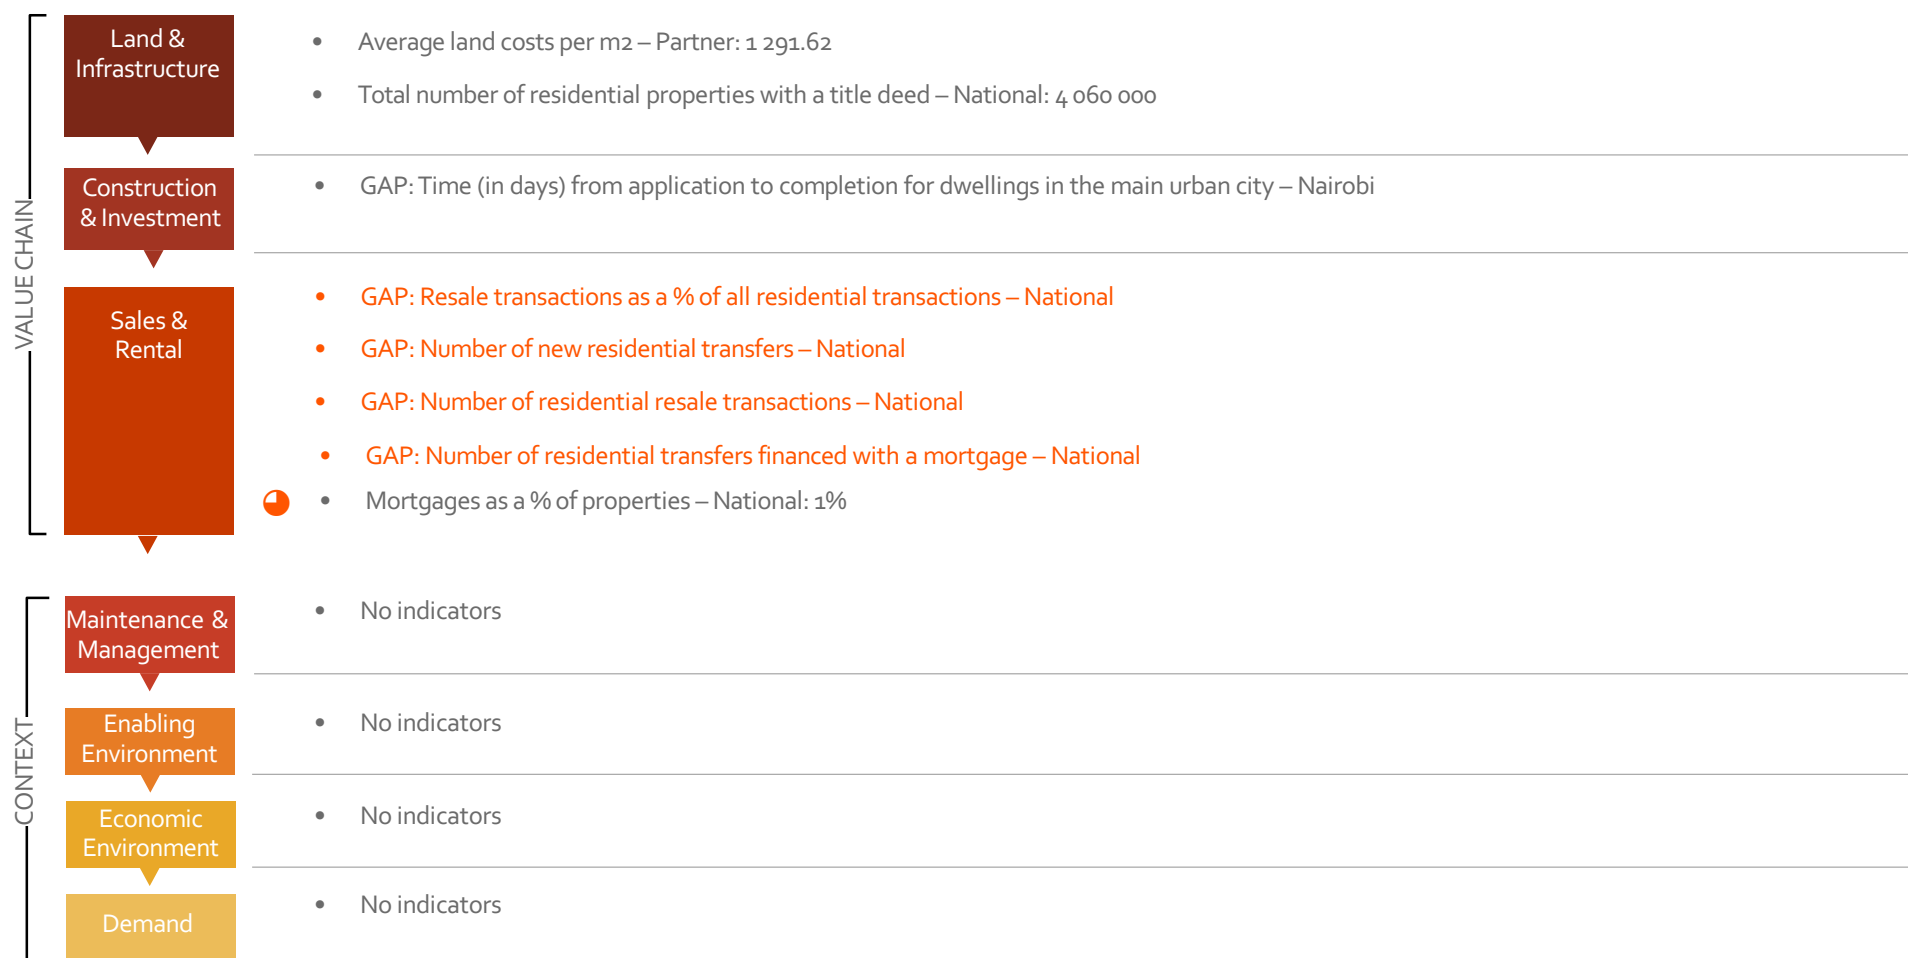 VALUE CHAIN
Land &
Infrastructure
• Average land costs per m2 – Partner: 1 291.62
• Total number of residential properties with a title deed – National: 4 060 000
Construction
& Investment
• GAP: Time (in days) from application to completion for dwellings in the main urban city – Nairobi
Sales &
Rental
• GAP: Resale transactions as a % of all residential transactions – National
• GAP: Number of new residential transfers – National
• GAP: Number of residential resale transactions – National
• GAP: Number of residential transfers financed with a mortgage – National
• Mortgages as a % of properties – National: 1%
CONTEXT
Maintenance &
Management
• No indicators
Enabling
Environment
• No indicators
Economic
Environment
• No indicators
Demand
• No indicators